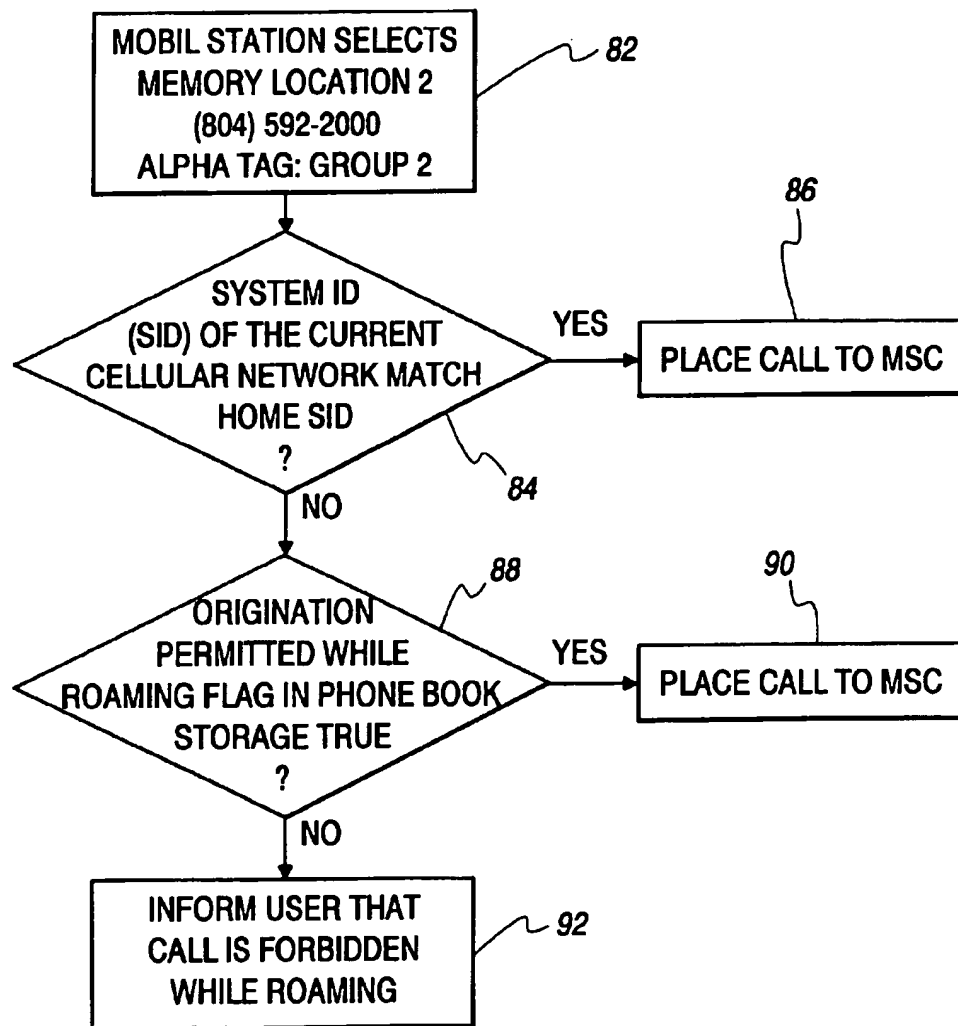 MOBIL STATION SELECTS
MEMORY LOCATION 2
(804) 592-2000
ALPHA TAG: GROUP 2
82
SYSTEM ID
(SID) OF THE CURRENT
CELLULAR NETWORK MATCH
HOME SID
?
84
YES
86
PLACE CALL TO MSC
NO
88
ORIGINATION
PERMITTED WHILE
ROAMING FLAG IN PHONE BOOK
STORAGE TRUE
?
YES
90
PLACE CALL TO MSC
NO
INFORM USER THAT
CALL IS FORBIDDEN
WHILE ROAMING
92